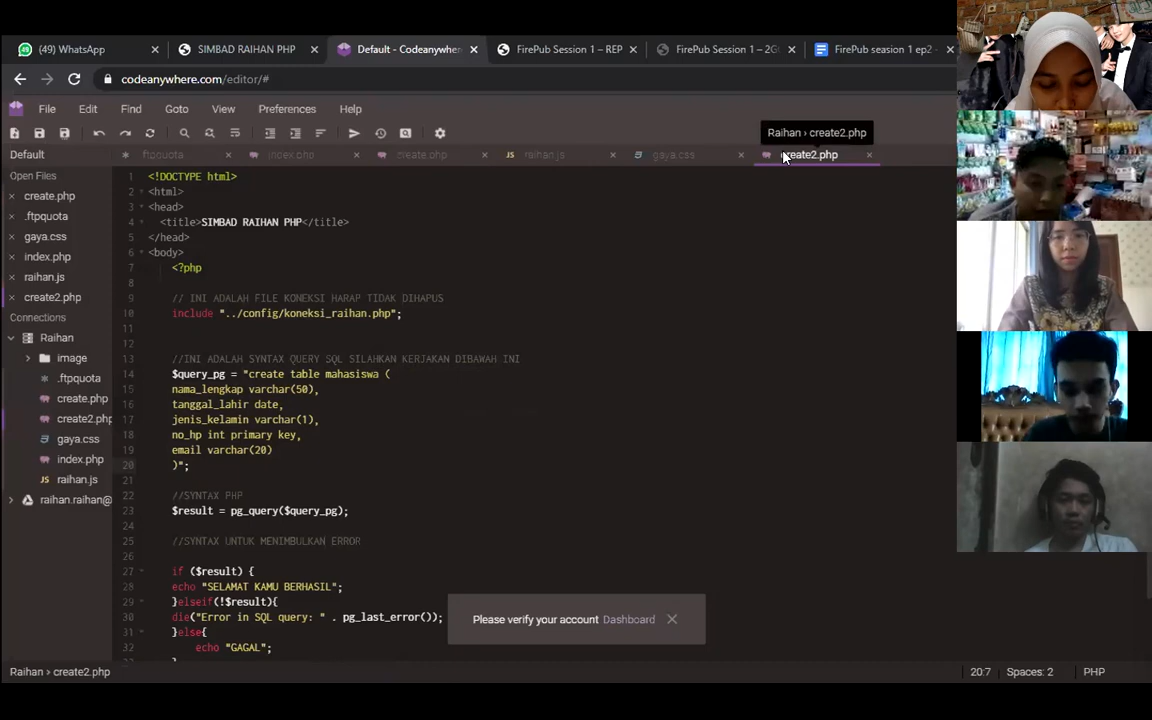 (49) WhatsApp
SIMBAD RAIHAN PHP
Default - Codeanywhere
FirePub Session 1 – REP
FirePub Session 1 – 2G
FirePub season 1 ep2 -
codeanywhere.com/editor/#
File Edit Find Goto View Preferences Help
Raihan › create2.php
Default
.ftpquota
index.php
create.php
raihan.js
gaya.css
create2.php
Open Files
create.php
.ftpquota
gaya.css
index.php
raihan.js
create2.php
Connections
Raihan
image
.ftpquota
create.php
create2.php
gaya.css
index.php
raihan.js
raihan.raihan@
1 <!DOCTYPE html>
2 <html>
3 <head>
4 <title>SIMBAD RAIHAN PHP</title>
5 </head>
6 <body>
7 <?php
8
9 // INI ADALAH FILE KONEKSI HARAP TIDAK DIHAPUS
10 include "../config/koneksi_raihan.php";
11
12
13 //INI ADALAH SYNTAX QUERY SQL SILAHKAN KERJAKAN DIBAWAH INI
14 $query_pg = "create table mahasiswa (
15 nama_lengkap varchar(50),
16 tanggal_lahir date,
17 jenis_kelamin varchar(1),
18 no_hp int primary key,
19 email varchar(20)
20 )";
21
22 //SYNTAX PHP
23 $result = pg_query($query_pg);
24
25 //SYNTAX UNTUK MENIMBULKAN ERROR
26
27 if ($result) {
28 echo "SELAMAT KAMU BERHASIL";
29 }elseif(!$result){
30 die("Error in SQL query: " . pg_last_error());
31 }else{
32 echo "GAGAL";
Please verify your account Dashboard
Raihan › create2.php
20:7
Spaces: 2
PHP